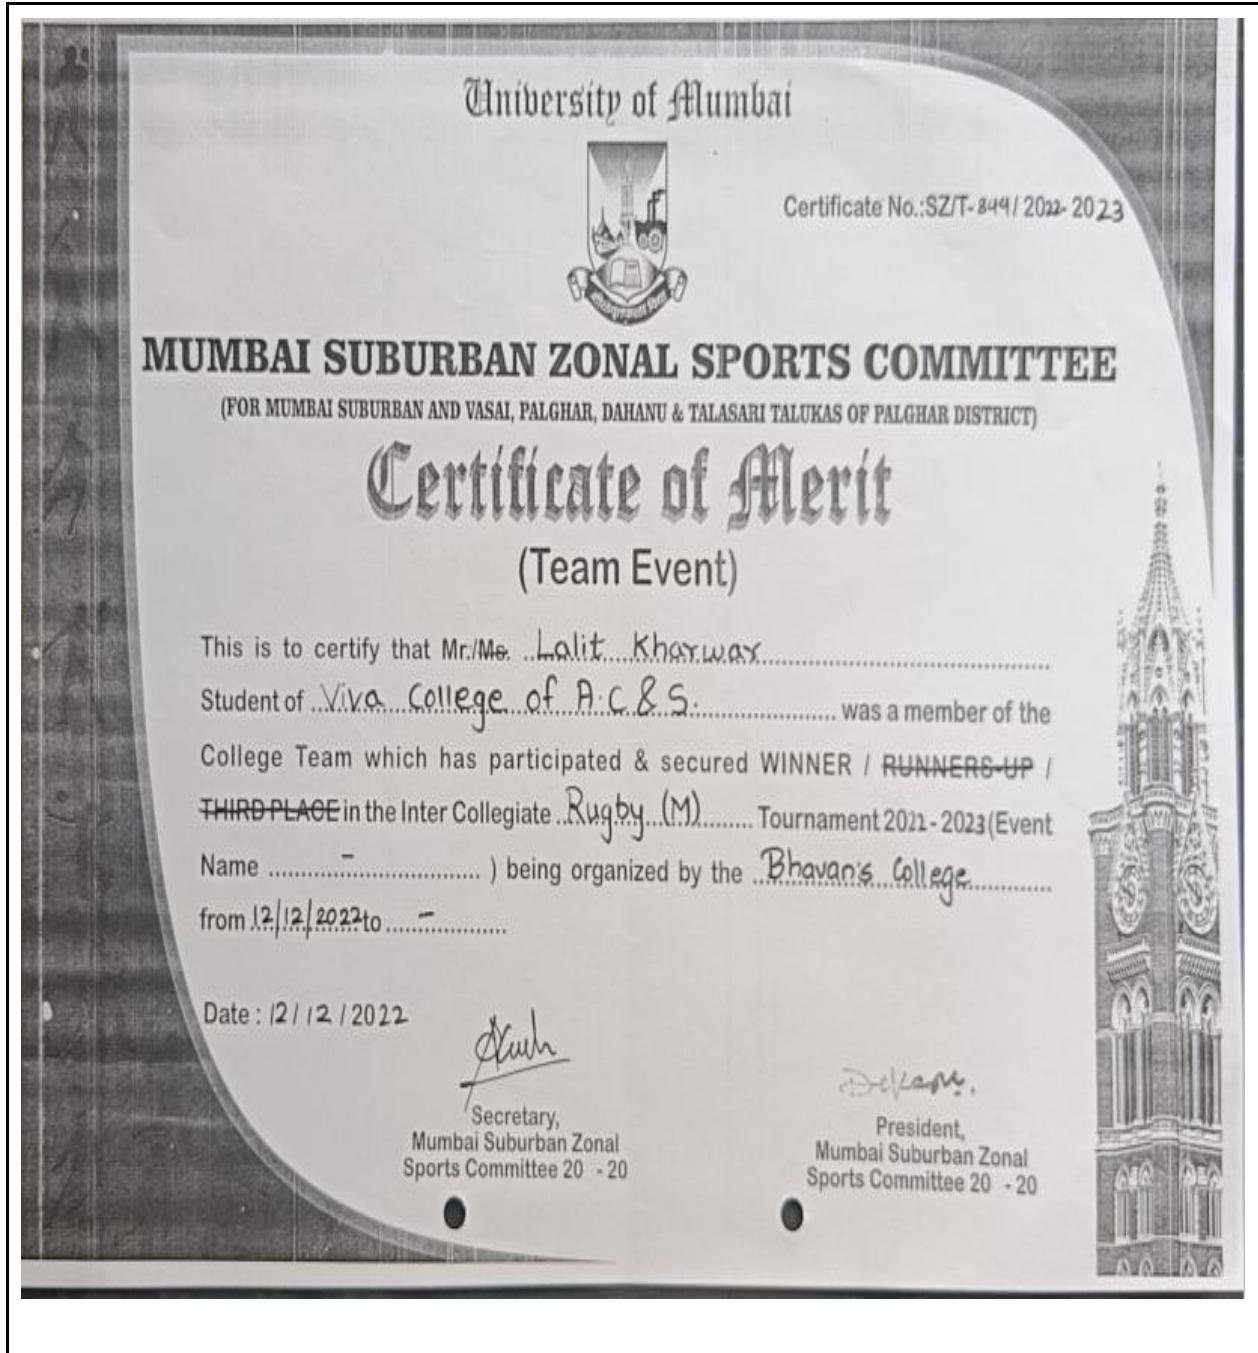 University of Mumbai
Certificate No.:SZ/T-849/2022-2023
MUMBAI SUBURBAN ZONAL SPORTS COMMITTEE
(FOR MUMBAI SUBURBAN AND VASAI, PALGHAR, DAHANU & TALASARI TALUKAS OF PALGHAR DISTRICT)
Certificate of Merit
(Team Event)
This is to certify that Mr./Ms. Lalit Kharwar
Student of Viva College of A.C & S. was a member of the
College Team which has participated & secured WINNER / RUNNERS-UP /
THIRD PLACE in the Inter Collegiate Rugby (M) Tournament 2022-2023 (Event
Name - ) being organized by the Bhavan's College
from 12/12/2022 to -
Date : 12/12/2022
Secretary,
Mumbai Suburban Zonal
Sports Committee 20 - 20
President,
Mumbai Suburban Zonal
Sports Committee 20 - 20